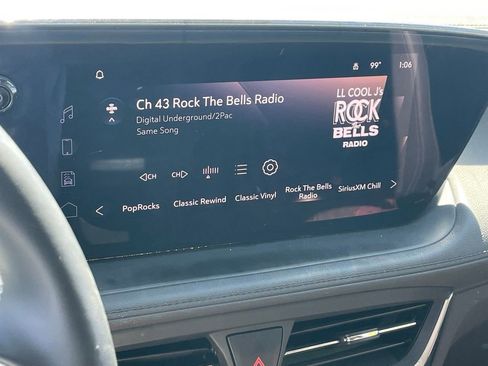 99° 1:06
Ch 43 Rock The Bells Radio
Digital Underground/2Pac
Same Song
LL COOL J's
ROCK
BELLS
RADIO
CH CH
PopRocks Classic Rewind Classic Vinyl Rock The Bells Radio SiriusXM Chill